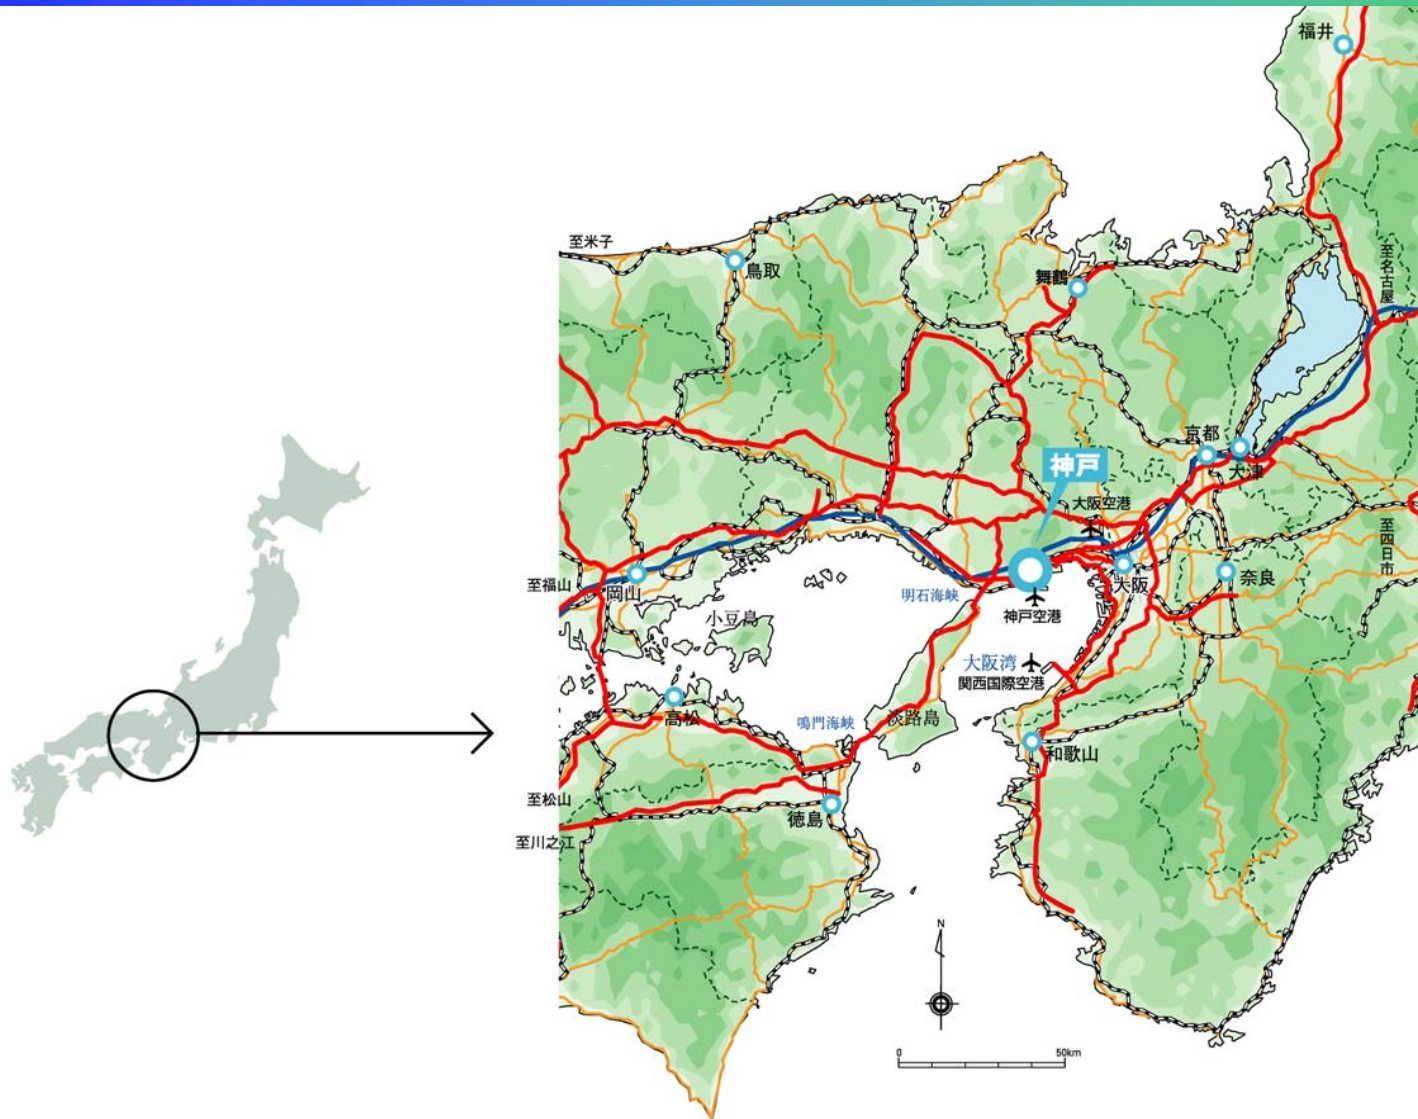 福井
至米子
鳥取
舞鶴
至名古屋
京都
大津
神戸
大阪空港
至四日市
至福山
岡山
明石海峡
大阪
奈良
小豆島
神戸空港
大阪湾
関西国際空港
高松
鳴門海峡
淡路島
和歌山
至松山
徳島
至川之江
N
0 50km